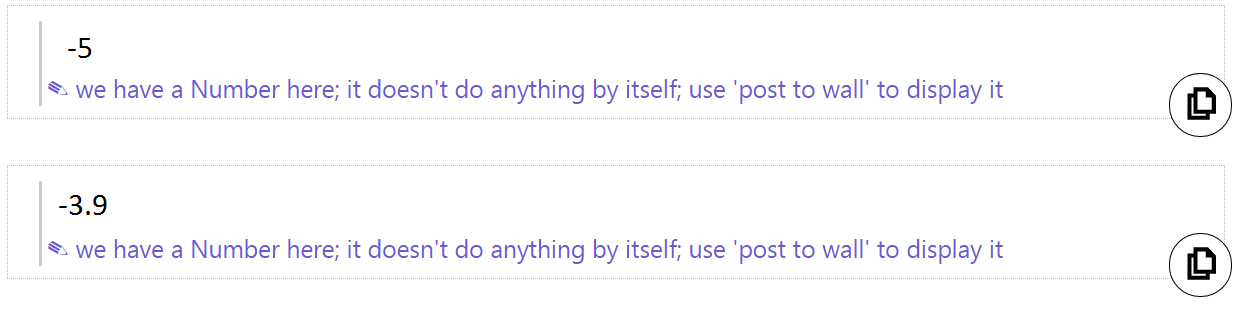 -5
✎ we have a Number here; it doesn't do anything by itself; use 'post to wall' to display it
-3.9
✎ we have a Number here; it doesn't do anything by itself; use 'post to wall' to display it